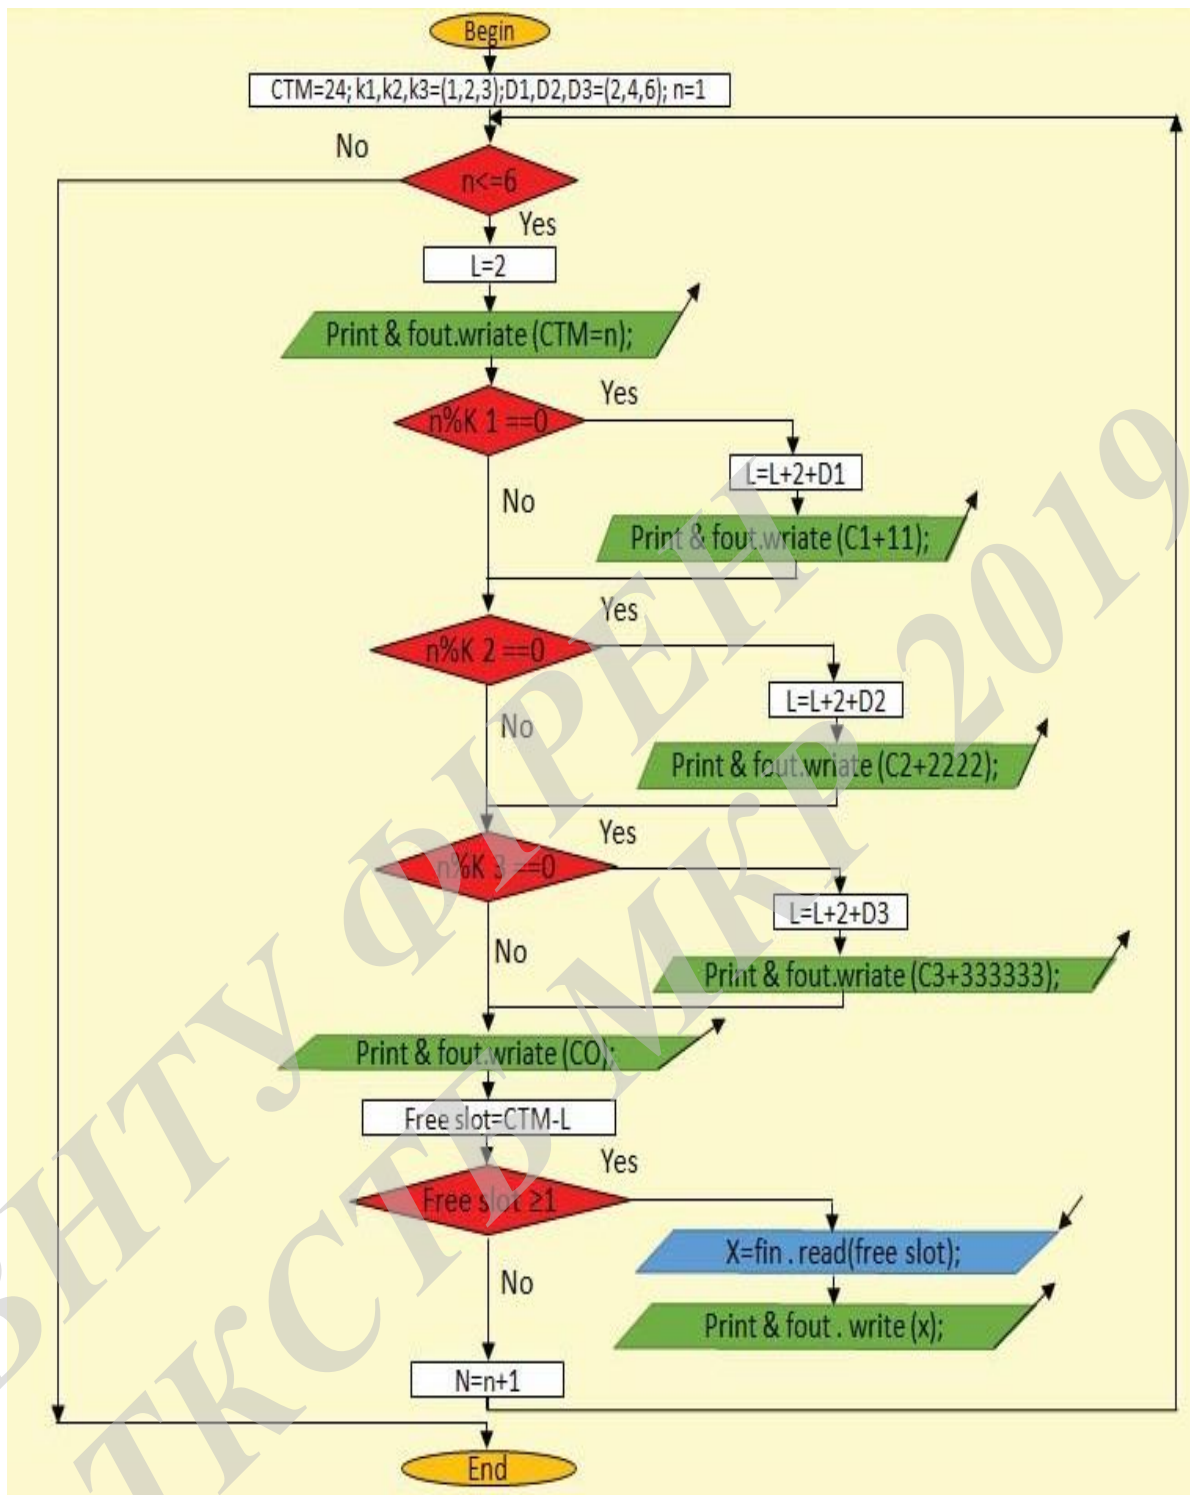 Begin
CTM=24; k1,k2,k3=(1,2,3);D1,D2,D3=(2,4,6); n=1
No
n<=6
Yes
L=2
Print & fout.wriate (CTM=n);
Yes
n%K 1 ==0
L=L+2+D1
No
Print & fout.wriate (C1+11);
Yes
n%K 2 ==0
L=L+2+D2
No
Print & fout.wriate (C2+2222);
Yes
n%K 3 ==0
L=L+2+D3
No
Print & fout.wriate (C3+333333);
Print & fout.wriate (CO);
Free slot=CTM-L
Yes
Free slot ≥1
X=fin . read(free slot);
No
Print & fout . write (x);
N=n+1
End
ВНТУ ФІРЕН
ТКСТБ МКР 2019